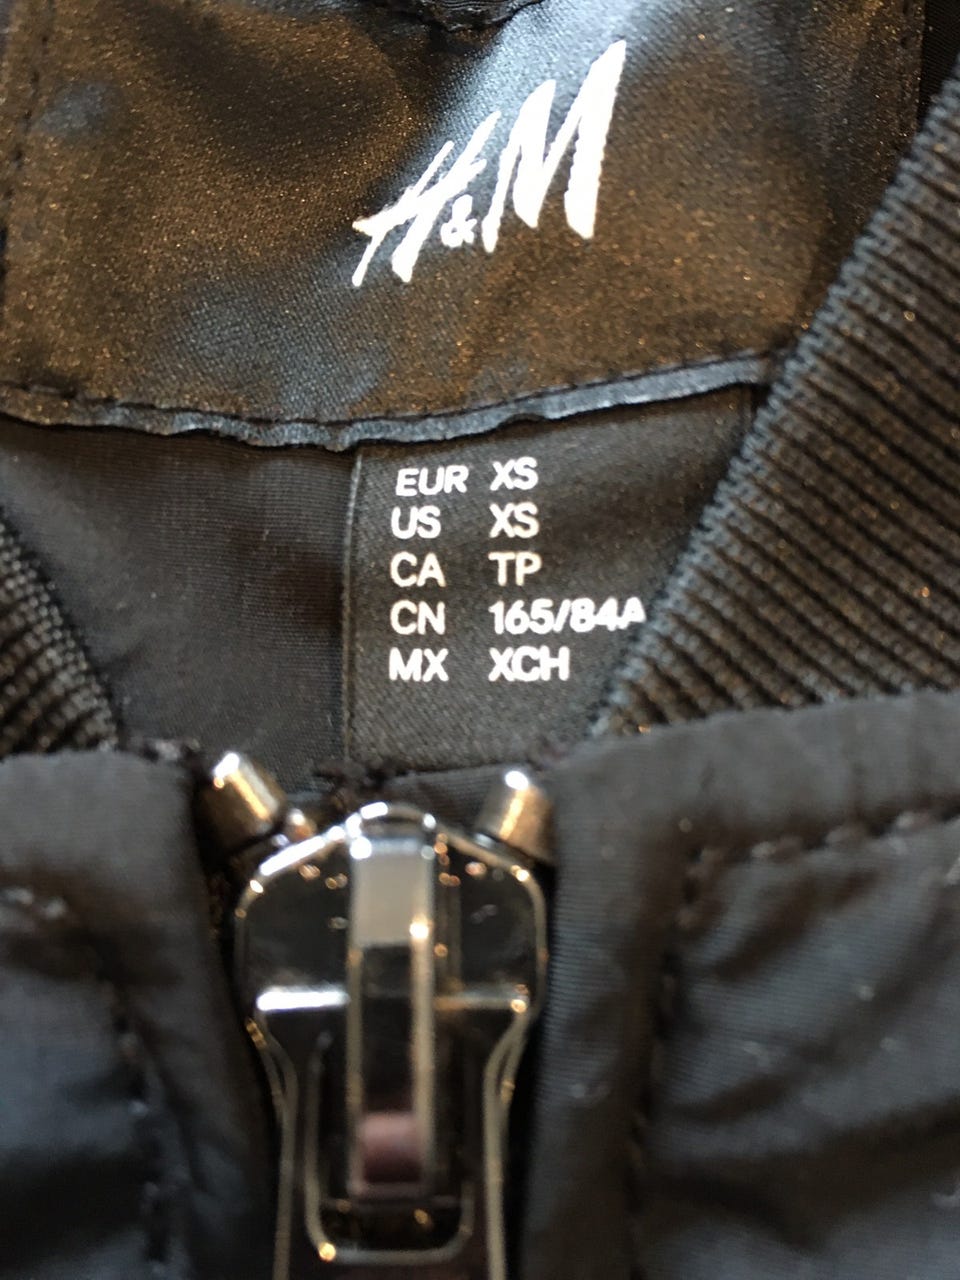 H&M
EUR XS
US XS
CA TP
CN 165/84A
MX XCH